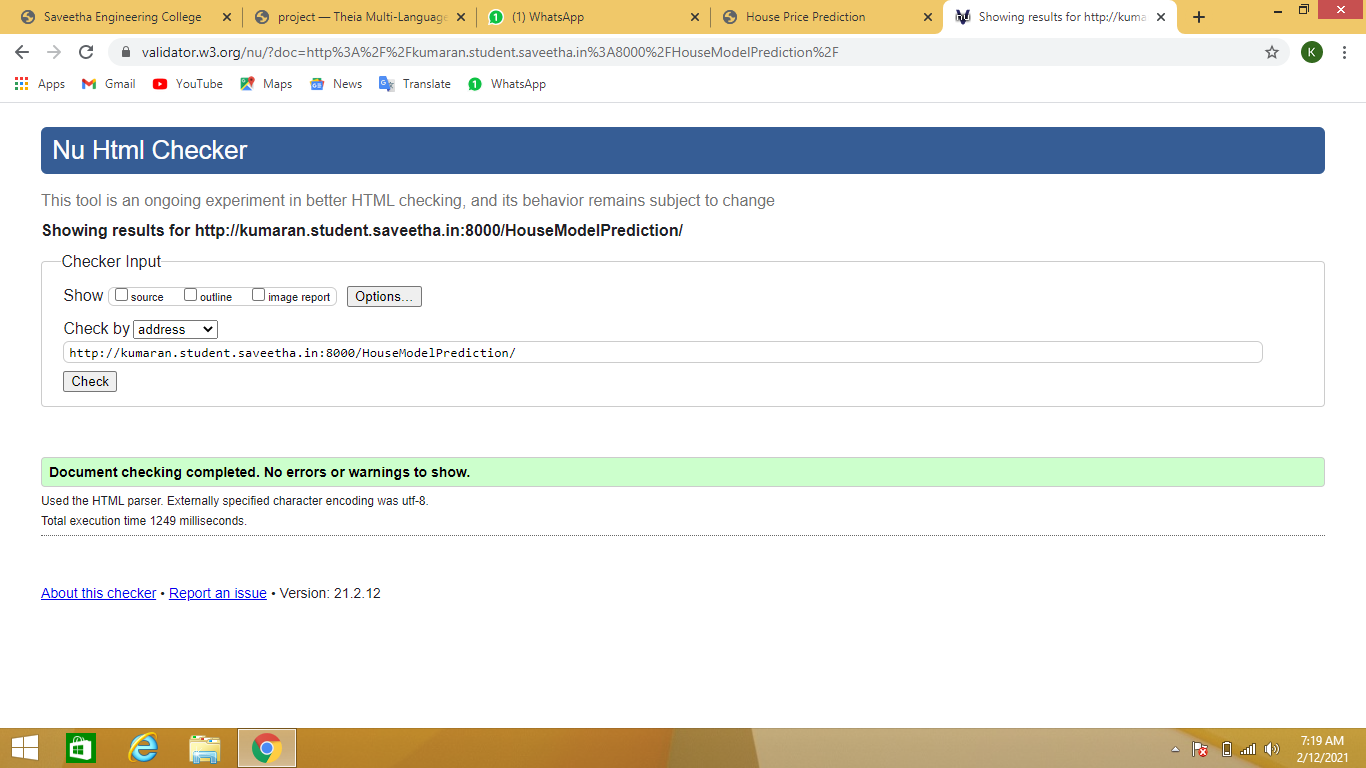 Saveetha Engineering College
project — Theia Multi-Language
(1) WhatsApp
House Price Prediction
Showing results for http://kuma
validator.w3.org/nu/?doc=http%3A%2F%2Fkumaran.student.saveetha.in%3A8000%2FHouseModelPrediction%2F
K
Apps
Gmail
YouTube
Maps
News
Translate
WhatsApp
Nu Html Checker
This tool is an ongoing experiment in better HTML checking, and its behavior remains subject to change
Showing results for http://kumaran.student.saveetha.in:8000/HouseModelPrediction/
Checker Input
Show source outline image report Options...
Check by address
http://kumaran.student.saveetha.in:8000/HouseModelPrediction/
Check
Document checking completed. No errors or warnings to show.
Used the HTML parser. Externally specified character encoding was utf-8.
Total execution time 1249 milliseconds.
About this checker • Report an issue • Version: 21.2.12
7:19 AM
2/12/2021